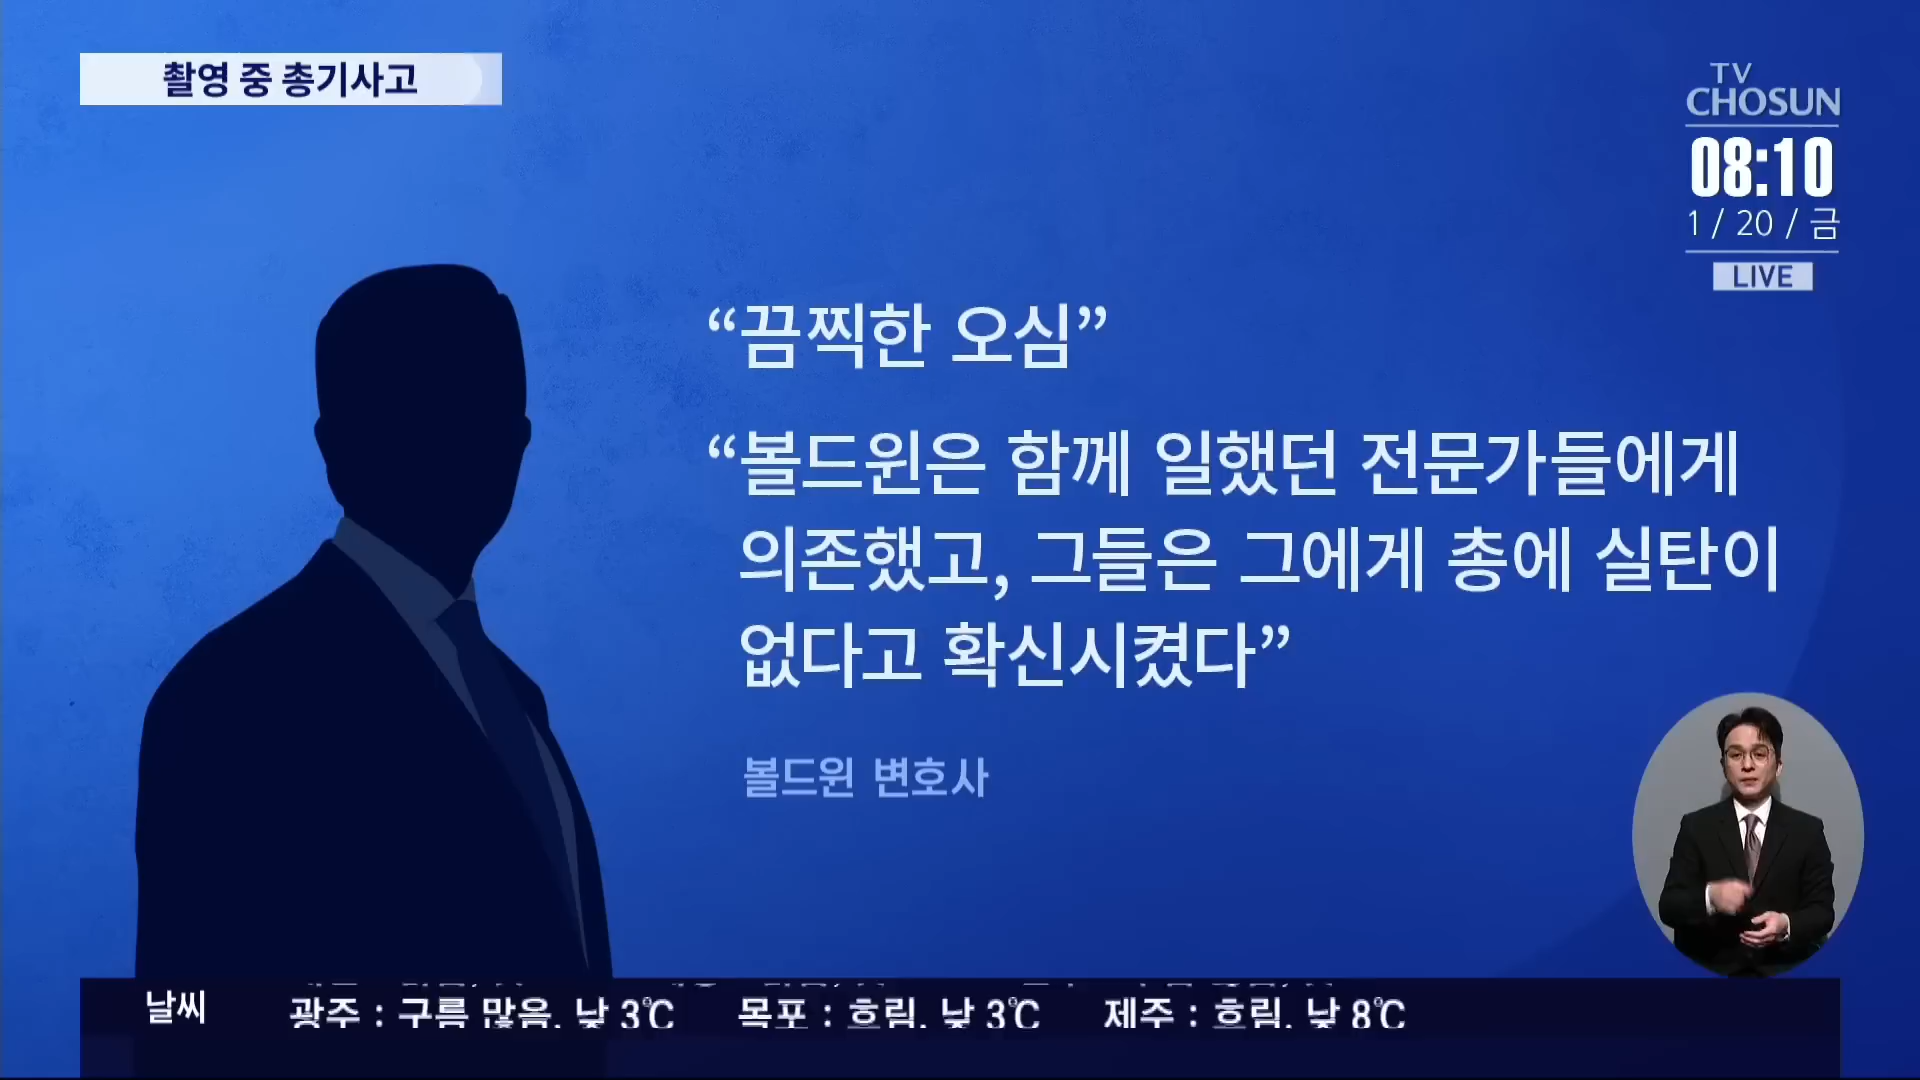 촬영 중 총기사고
TV
CHOSUN
08:10
1 / 20 / 금
LIVE
“끔찍한 오심”
“볼드윈은 함께 일했던 전문가들에게
의존했고, 그들은 그에게 총에 실탄이
없다고 확신시켰다”
볼드윈 변호사
날씨 광주 : 구름 많음, 낮 3℃ 목포 : 흐림, 낮 3℃ 제주 : 흐림, 낮 8℃